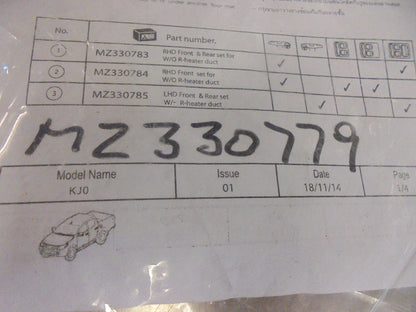 No.
Part number,
1
MZ330783
RHD Front & Rear set for
W/O R-heater duct
✓
2
MZ330784
RHD Front set for
W/O R-heater duct
✓
✓
✓
✓
3
MZ330785
LHD Front & Rear set
W/- R-heater duct
✓
✓
MZ330779
Model Name
Issue
Date
Page
KJ0
01
18/11/14
1/4